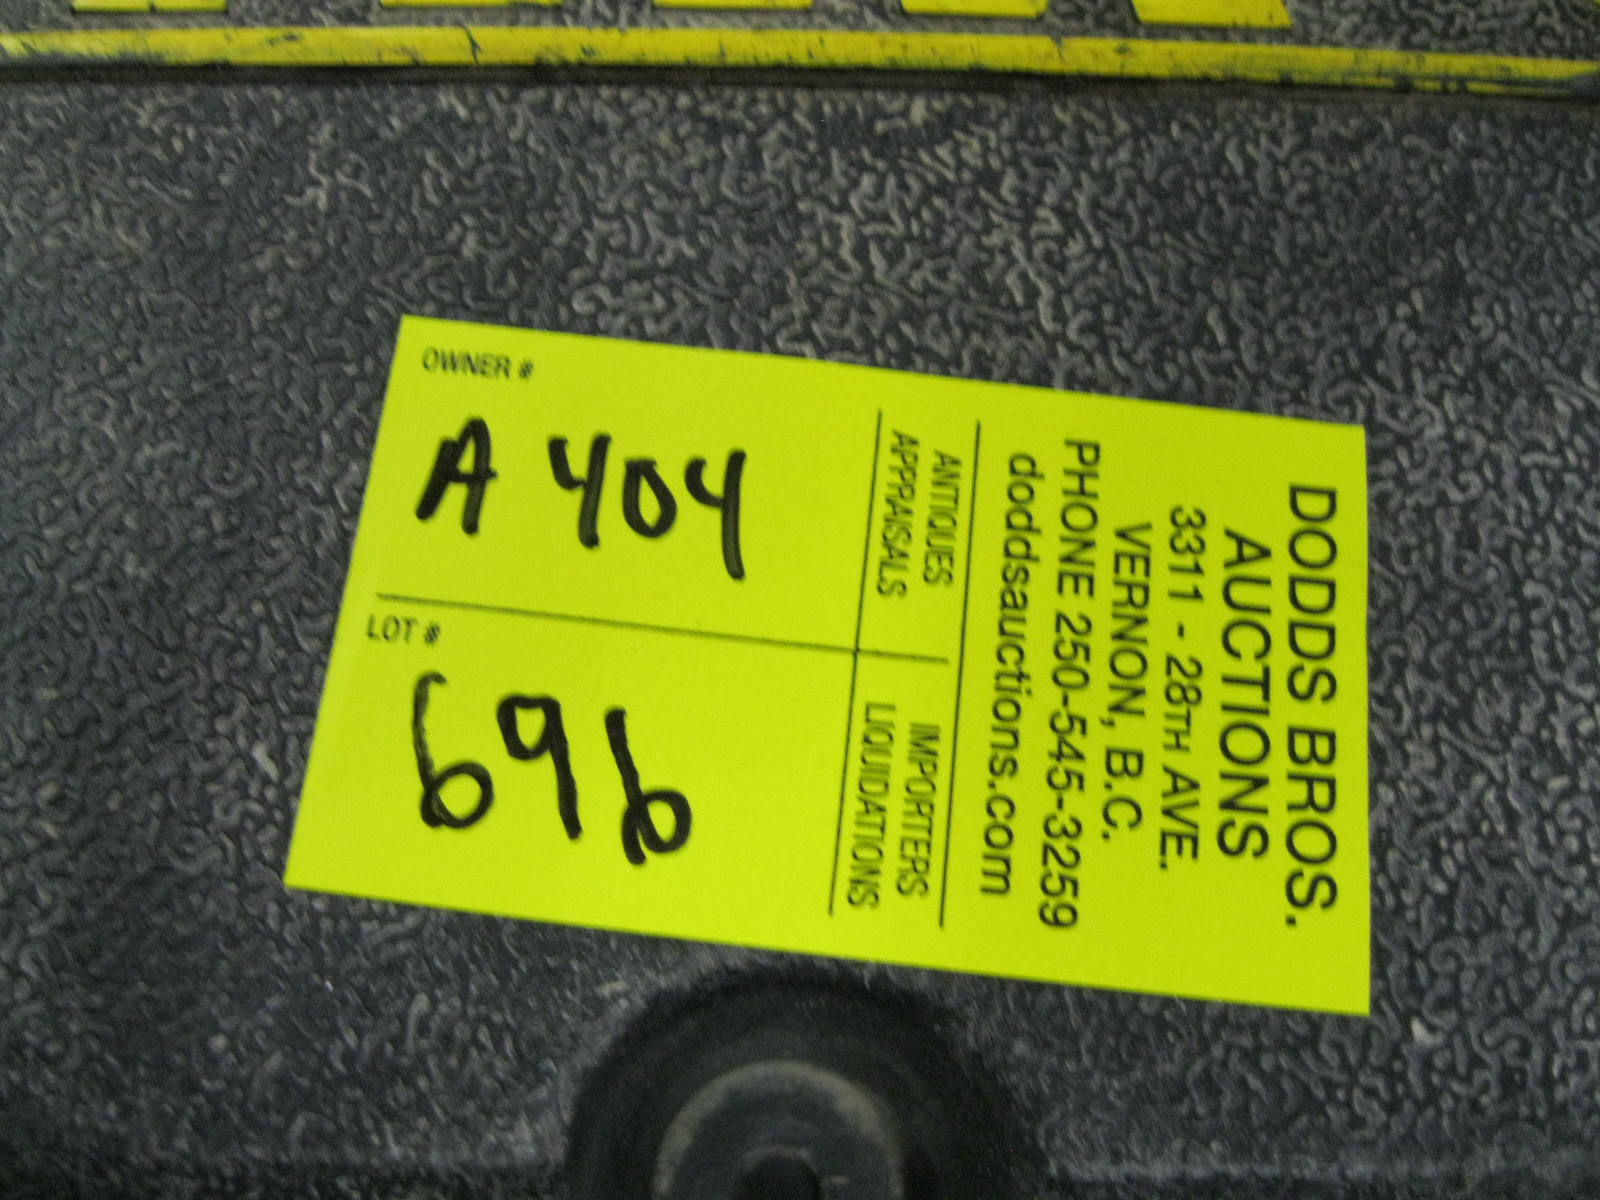 DODDS BROS.
AUCTIONS
3311 - 28TH AVE.
VERNON, B.C.
PHONE 250-545-3259
doddsauctions.com
ANTIQUES
APPRAISALS
IMPORTERS
LIQUIDATIONS
OWNER #
A 404
LOT #
696